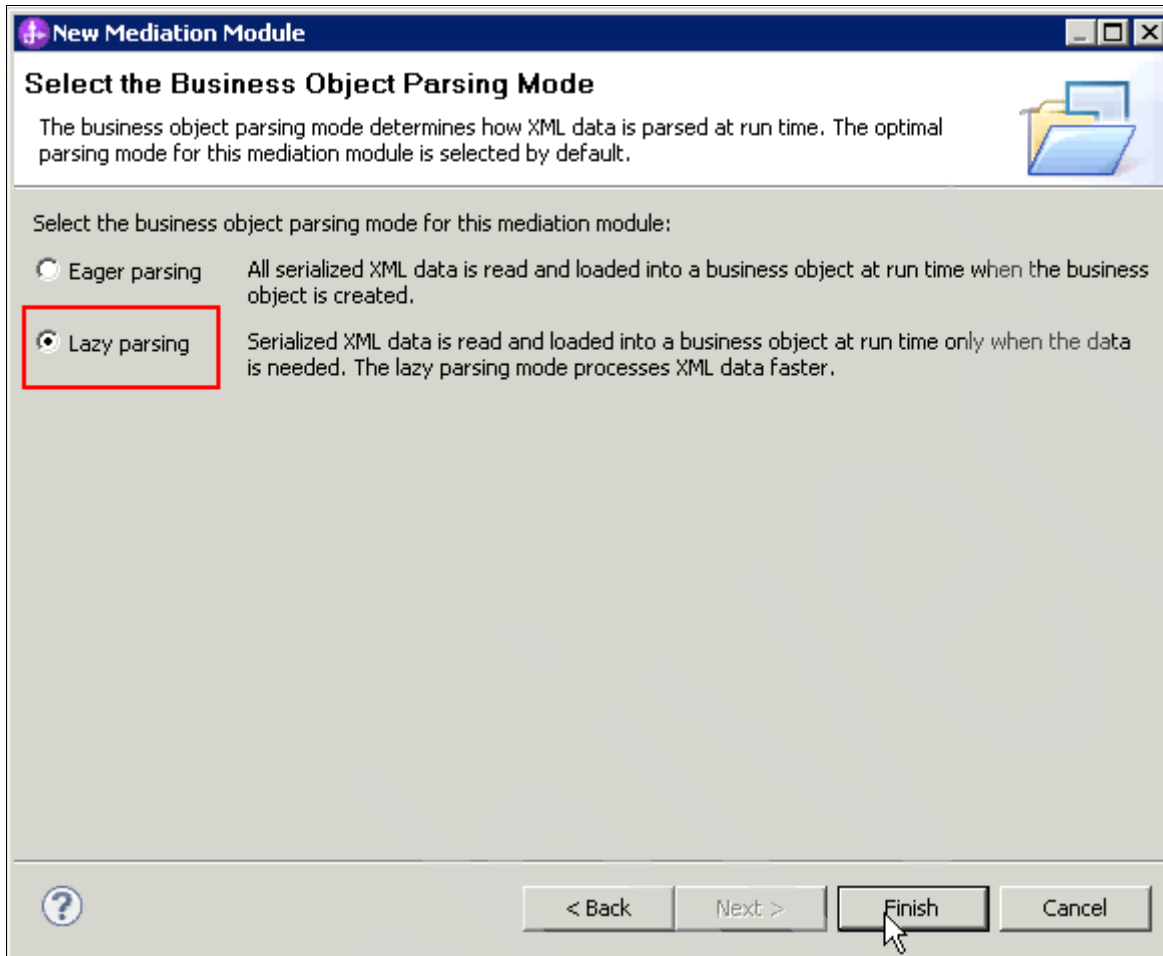 New Mediation Module
Select the Business Object Parsing Mode
The business object parsing mode determines how XML data is parsed at run time. The optimal
parsing mode for this mediation module is selected by default.
Select the business object parsing mode for this mediation module:
Eager parsing
All serialized XML data is read and loaded into a business object at run time when the business
object is created.
Lazy parsing
Serialized XML data is read and loaded into a business object at run time only when the data
is needed. The lazy parsing mode processes XML data faster.
?
< Back
Next >
Finish
Cancel